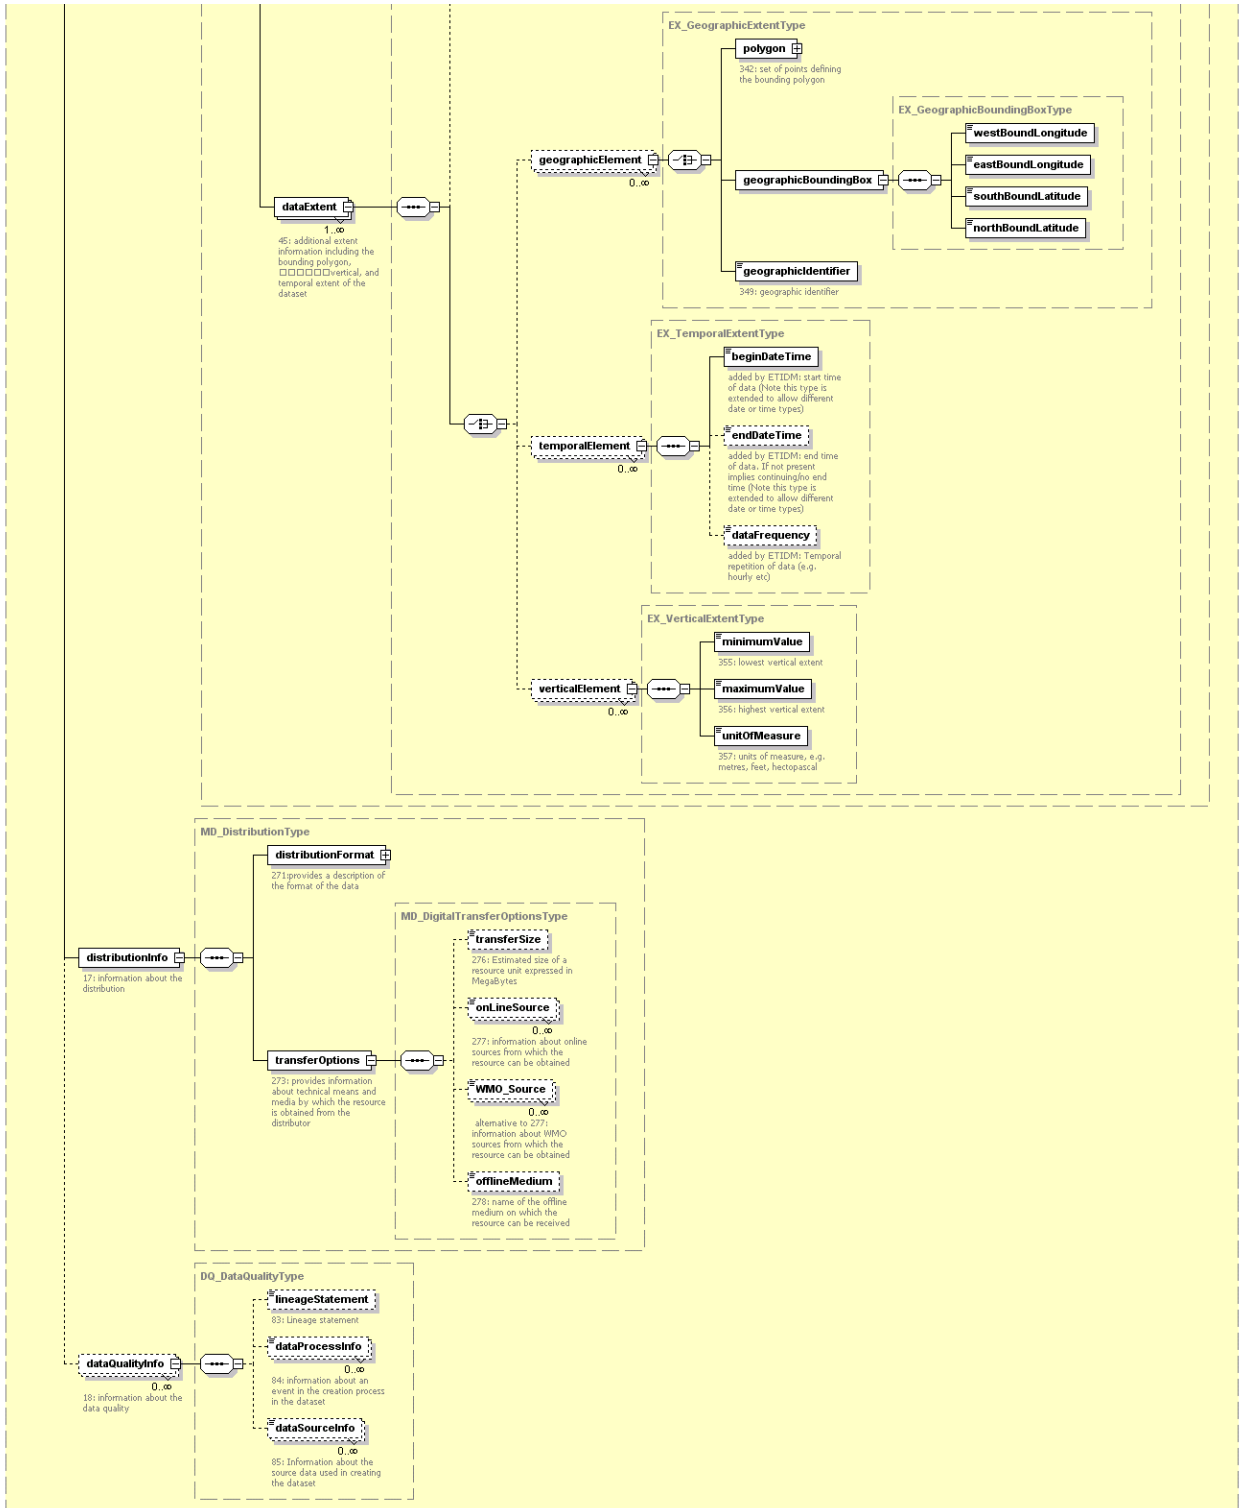 EX_GeographicExtentType
polygon
342: set of points defining
the bounding polygon
EX_GeographicBoundingBoxType
westBoundLongitude
eastBoundLongitude
southBoundLatitude
northBoundLatitude
geographicElement
0..∞
geographicBoundingBox
geographicIdentifier
349: geographic identifier
dataExtent
1..∞
45: additional extent
information including the
bounding polygon,
□□□□□□vertical, and
temporal extent of the
dataset
EX_TemporalExtentType
beginDateTime
added by ETIDM: start time
of data (Note this type is
extended to allow different
date or time types)
temporalElement
0..∞
endDateTime
added by ETIDM: end time
of data. If not present
implies continuing/no end
time (Note this type is
extended to allow different
date or time types)
dataFrequency
added by ETIDM: Temporal
repetition of data (e.g.
hourly etc)
EX_VerticalExtentType
minimumValue
355: lowest vertical extent
verticalElement
0..∞
maximumValue
356: highest vertical extent
unitOfMeasure
357: units of measure, e.g.
metres, feet, hectopascal
MD_DistributionType
distributionFormat
271:provides a description of
the format of the data
distributionInfo
17: information about the
distribution
MD_DigitalTransferOptionsType
transferSize
276: Estimated size of a
resource unit expressed in
MegaBytes
onLineSource
0..∞
277: information about online
sources from which the
resource can be obtained
transferOptions
273: provides information
about technical means and
media by which the resource
is obtained from the
distributor
WMO_Source
0..∞
alternative to 277:
information about WMO
sources from which the
resource can be obtained
offlineMedium
278: name of the offline
medium on which the
resource can be received
DQ_DataQualityType
lineageStatement
83: Lineage statement
dataQualityInfo
0..∞
18: information about the
data quality
dataProcessInfo
0..∞
84: information about an
event in the creation process
in the dataset
dataSourceInfo
0..∞
85: Information about the
source data used in creating
the dataset